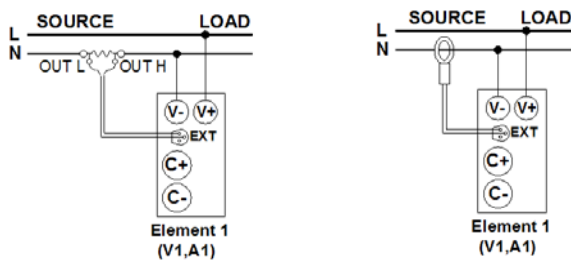 SOURCE LOAD
L
N
OUT L OUT H
V- V+
EXT
C+
C-
Element 1
(V1,A1)
SOURCE LOAD
L
N
V- V+
EXT
C+
C-
Element 1
(V1,A1)